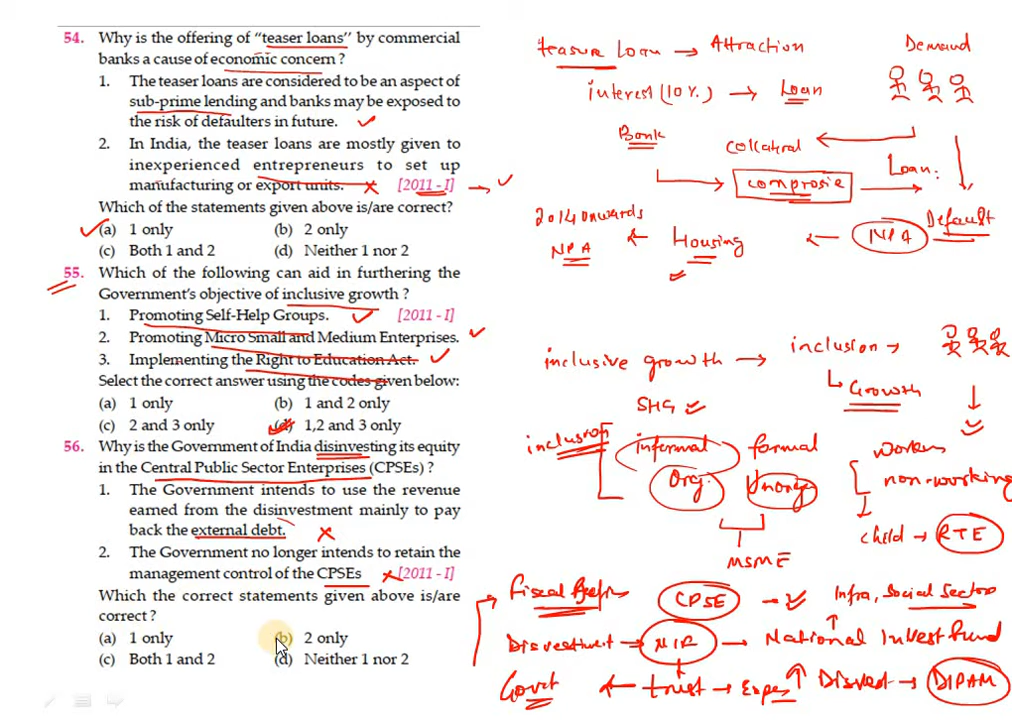 54. Why is the offering of "teaser loans" by commercial
banks a cause of economic concern ?
1. The teaser loans are considered to be an aspect of
sub-prime lending and banks may be exposed to
the risk of defaulters in future.
2. In India, the teaser loans are mostly given to
inexperienced entrepreneurs to set up
manufacturing or export units. [2011 - I]
Which of the statements given above is/are correct?
(a) 1 only (b) 2 only
(c) Both 1 and 2 (d) Neither 1 nor 2
55. Which of the following can aid in furthering the
Government's objective of inclusive growth ?
1. Promoting Self-Help Groups. [2011 - I]
2. Promoting Micro Small and Medium Enterprises.
3. Implementing the Right to Education Act.
Select the correct answer using the codes given below:
(a) 1 only (b) 1 and 2 only
(c) 2 and 3 only (d) 1,2 and 3 only
56. Why is the Government of India disinvesting its equity
in the Central Public Sector Enterprises (CPSEs) ?
1. The Government intends to use the revenue
earned from the disinvestment mainly to pay
back the external debt.
2. The Government no longer intends to retain the
management control of the CPSEs [2011 - I]
Which the correct statements given above is/are
correct ?
(a) 1 only (b) 2 only
(c) Both 1 and 2 (d) Neither 1 nor 2
teasur Loan → Attraction Demand
interest (10%.) → Loan
Bank
Collatral
Comprosie Loan.
2014 onwards Default
NPA ← Housing ← NPA
inclusive growth → inclusion →
Growth
SHG
inclusion informal formal workers
Org. Unorg non-working
child → RTE
MSME
Fiscal CPSE → Infra, Social Sector
Disvestment → NIF → National Invest fund
Govt ← trust → Expes ↑ Disvest → DIPAM